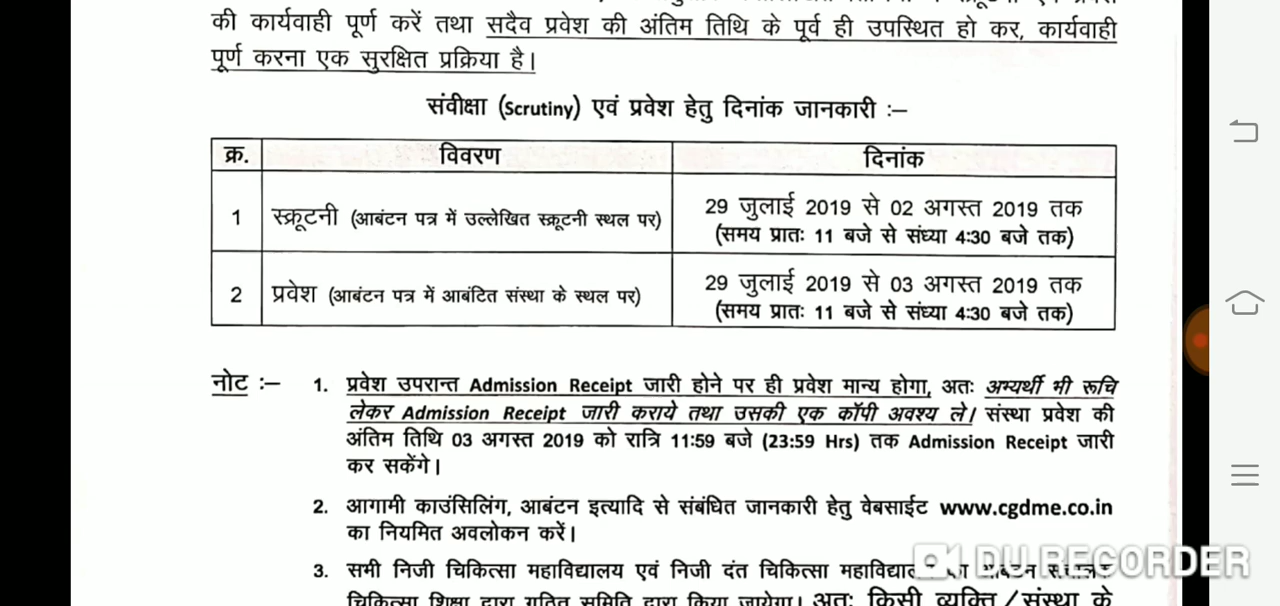 की कार्यवाही पूर्ण करें तथा सदैव प्रवेश की अंतिम तिथि के पूर्व ही उपस्थित हो कर, कार्यवाही
पूर्ण करना एक सुरक्षित प्रक्रिया है।
संवीक्षा (Scrutiny) एवं प्रवेश हेतु दिनांक जानकारी :–
क्र. विवरण दिनांक
1 स्क्रूटनी (आबंटन पत्र में उल्लेखित स्क्रूटनी स्थल पर) 29 जुलाई 2019 से 02 अगस्त 2019 तक
(समय प्रातः 11 बजे से संध्या 4:30 बजे तक)
2 प्रवेश (आबंटन पत्र में आबंटित संस्था के स्थल पर) 29 जुलाई 2019 से 03 अगस्त 2019 तक
(समय प्रातः 11 बजे से संध्या 4:30 बजे तक)
नोट :– 1. प्रवेश उपरान्त Admission Receipt जारी होने पर ही प्रवेश मान्य होगा, अतः अभ्यर्थी भी रूचि
लेकर Admission Receipt जारी कराये तथा उसकी एक कॉपी अवश्य ले। संस्था प्रवेश की
अंतिम तिथि 03 अगस्त 2019 को रात्रि 11:59 बजे (23:59 Hrs) तक Admission Receipt जारी
कर सकेंगे।
2. आगामी काउंसिलिंग, आबंटन इत्यादि से संबंधित जानकारी हेतु वेबसाईट www.cgdme.co.in
का नियमित अवलोकन करें।
3. सभी निजी चिकित्सा महाविद्यालय एवं निजी दंत चिकित्सा का आबंटन
चिकित्सा शिक्षा द्वारा गठित समिति द्वारा किया जायेगा। अतः किसी व्यक्ति/संस्था के
DU RECORDER